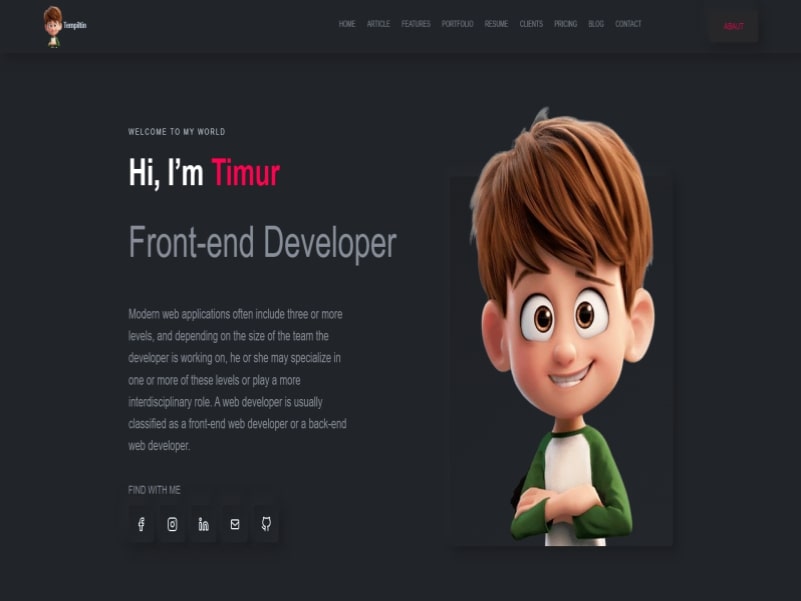 Tempiltin
HOME ARTICLE FEATURES PORTFOLIO RESUME CLIENTS PRICING BLOG CONTACT
ABAUT
WELCOME TO MY WORLD
Hi, I’m Timur
Front-end Developer
Modern web applications often include three or more
levels, and depending on the size of the team the
developer is working on, he or she may specialize in
one or more of these levels or play a more
interdisciplinary role. A web developer is usually
classified as a front-end web developer or a back-end
web developer.
FIND WITH ME